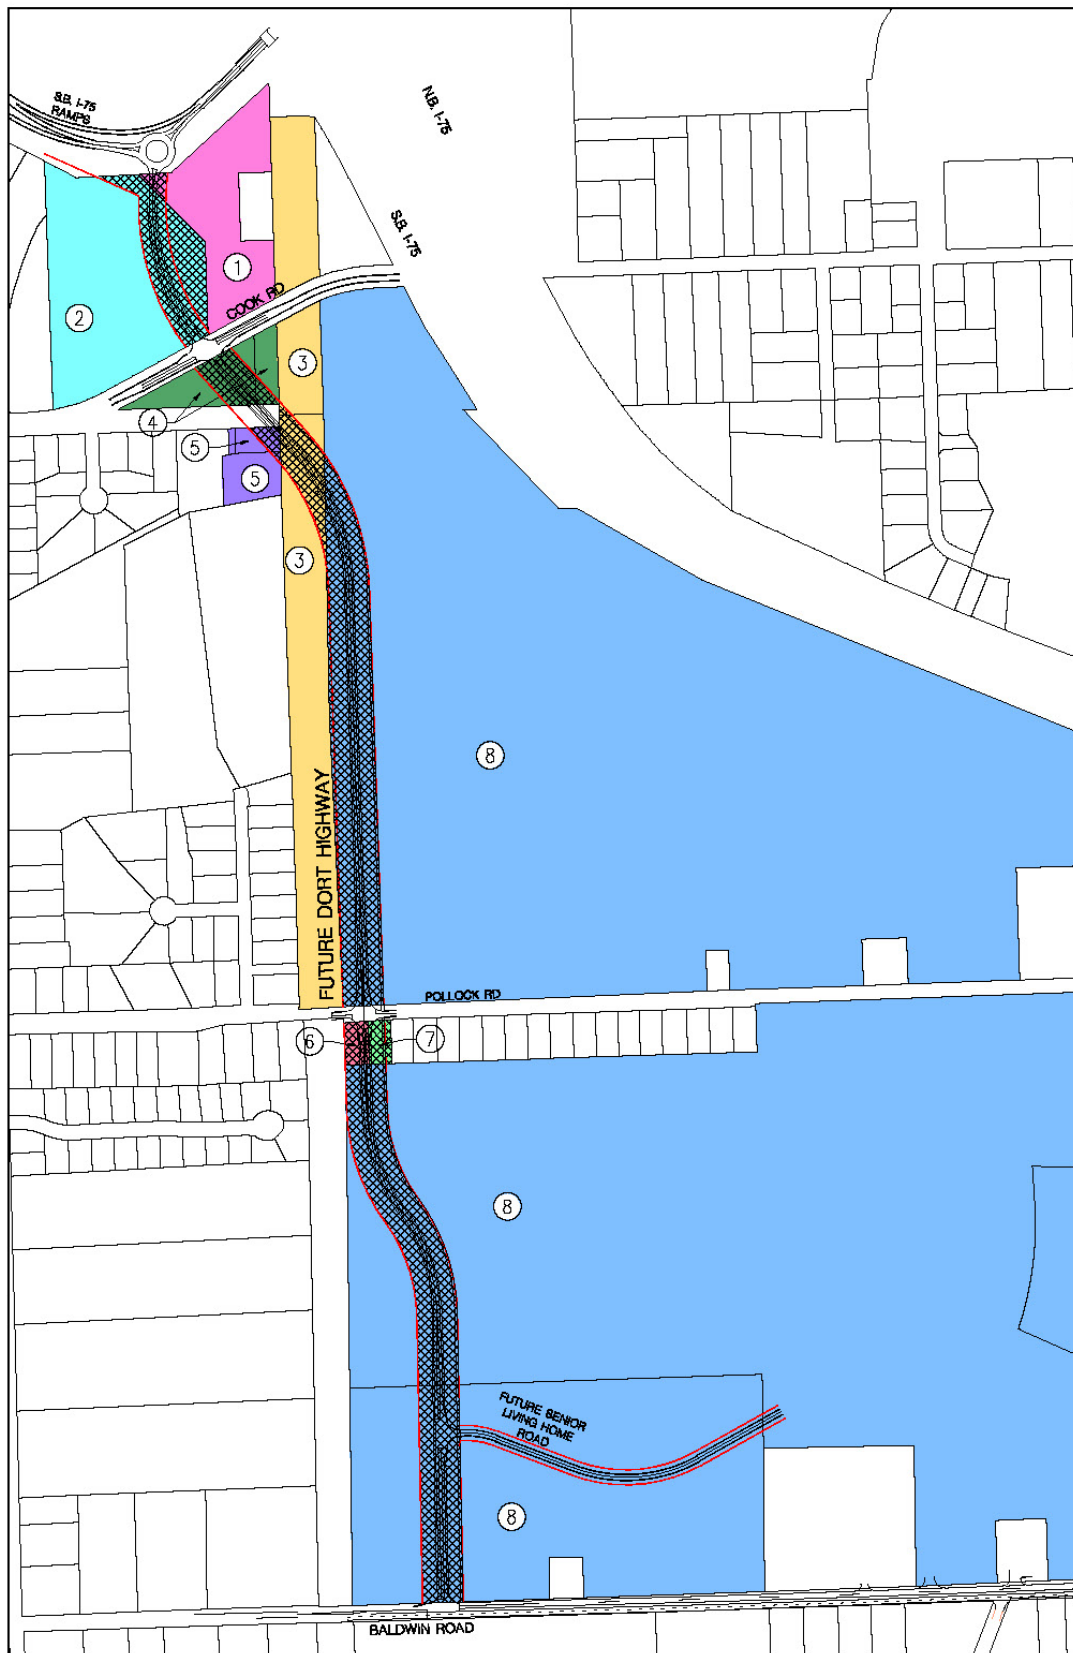 S.B. I-75
RAMPS
N.B. I-75
S.B. I-75
1
COOK RD
2
3
4
5
5
3
8
FUTURE DORT HIGHWAY
POLLOCK RD
6
7
8
FUTURE SENIOR
LIVING HOME
ROAD
8
BALDWIN ROAD